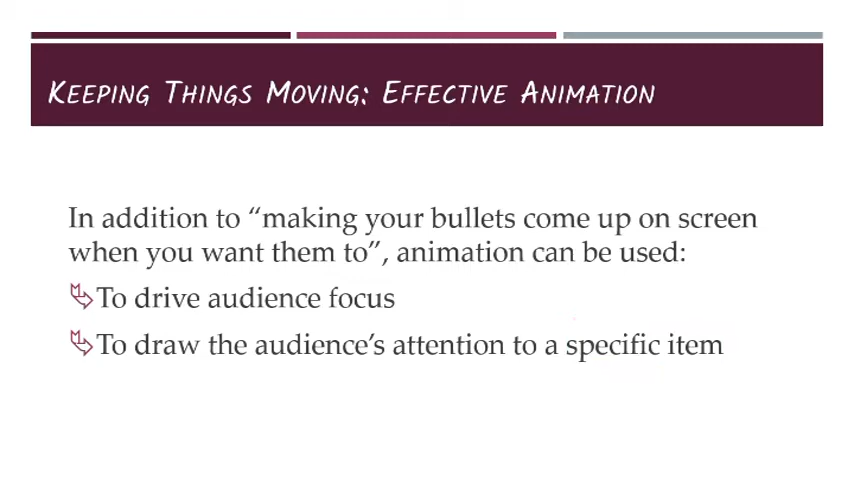 Keeping Things Moving: Effective Animation
In addition to “making your bullets come up on screen
when you want them to”, animation can be used:
To drive audience focus
To draw the audience’s attention to a specific item